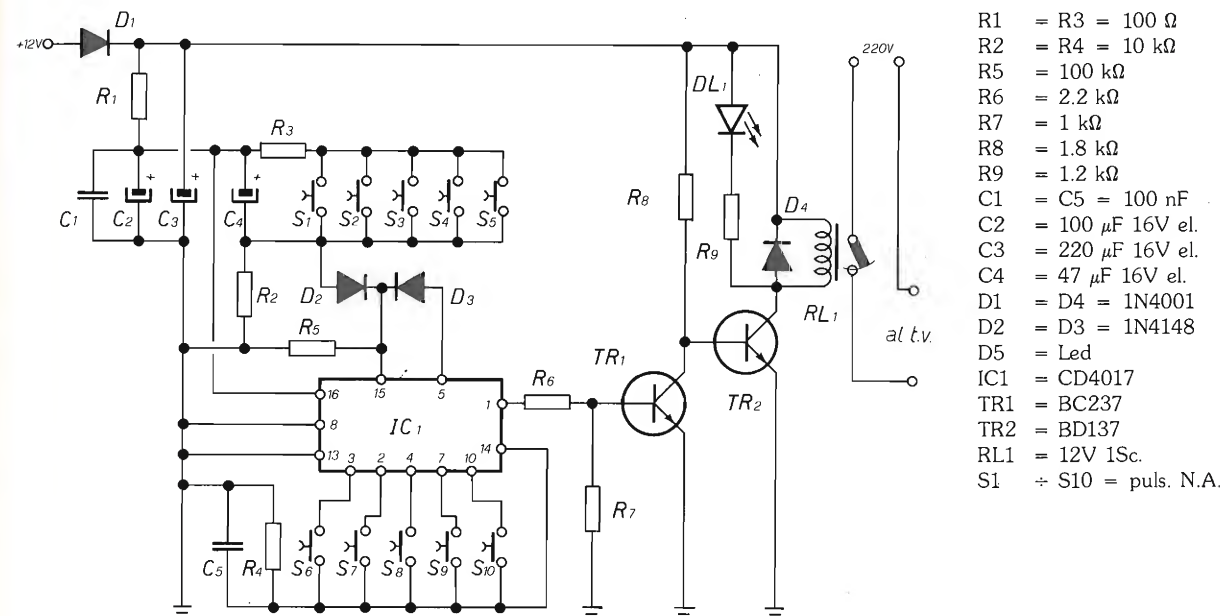 D1
+12V
R1
R3
C1
+
C2
+
C3
+
C4
S1
S2
S3
S4
S5
R2
D2
D3
R5
16
15
5
8
IC1
1
14
13
3
2
4
7
10
R6
R7
C5
R4
S6
S7
S8
S9
S10
TR1
R8
DL1
R9
D4
TR2
RL1
220V
al t.v.
R1 = R3 = 100 Ω
R2 = R4 = 10 kΩ
R5 = 100 kΩ
R6 = 2.2 kΩ
R7 = 1 kΩ
R8 = 1.8 kΩ
R9 = 1.2 kΩ
C1 = C5 = 100 nF
C2 = 100 μF 16V el.
C3 = 220 μF 16V el.
C4 = 47 μF 16V el.
D1 = D4 = 1N4001
D2 = D3 = 1N4148
D5 = Led
IC1 = CD4017
TR1 = BC237
TR2 = BD137
RL1 = 12V 1Sc.
S1 ÷ S10 = puls. N.A.